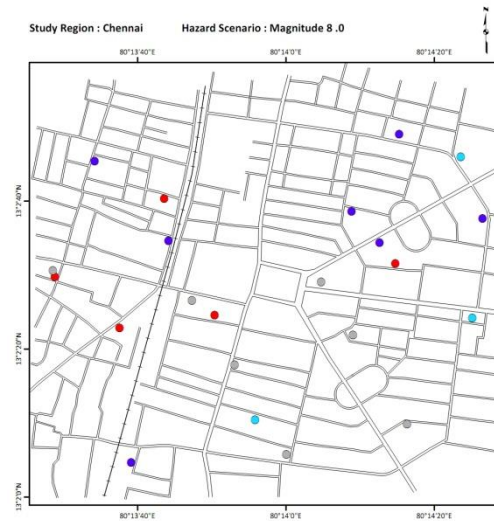 Study Region : Chennai Hazard Scenario : Magnitude 8 .0
N
80°13'40"E 80°14'0"E 80°14'20"E
13°2'40"N
13°2'20"N
13°2'0"N
80°13'40"E 80°14'0"E 80°14'20"E